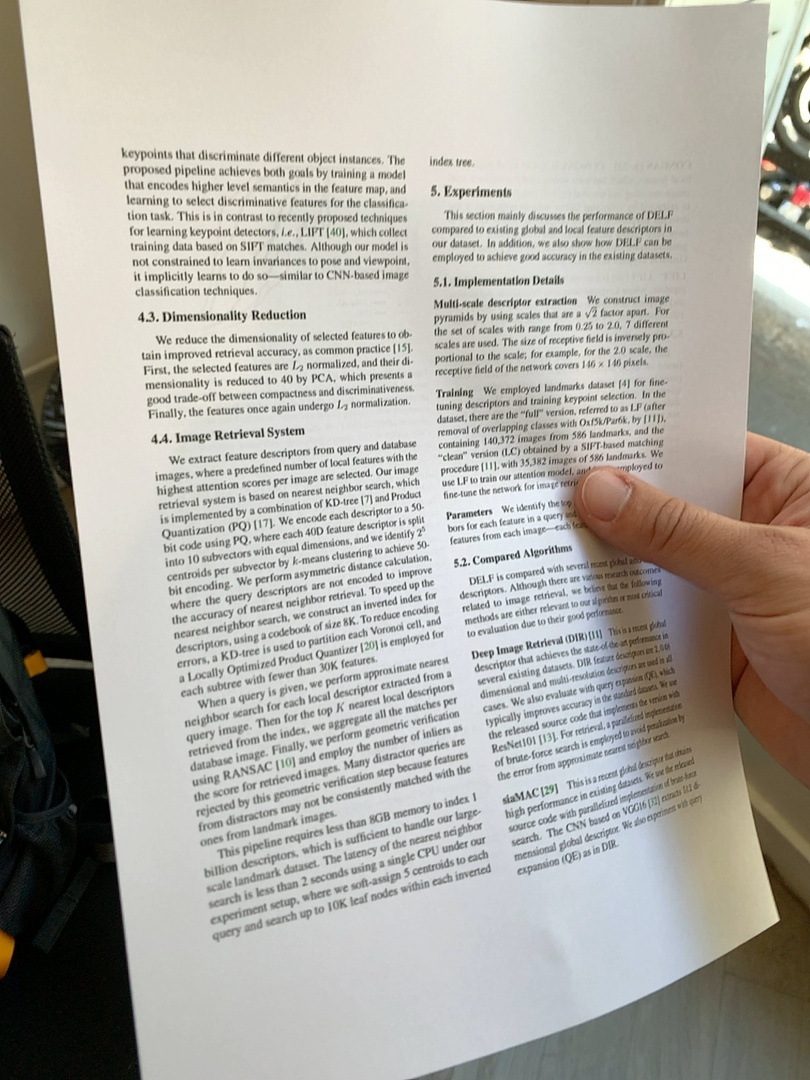 keypoints that discriminate different object instances. The
proposed pipeline achieves both goals by training a model
that encodes higher level semantics in the feature map, and
learning to select discriminative features for the classifica-
tion task. This is in contrast to recently proposed techniques
for learning keypoint detectors, i.e., LIFT [40], which collect
training data based on SIFT matches. Although our model is
not constrained to learn invariances to pose and viewpoint,
it implicitly learns to do so—similar to CNN-based image
classification techniques.
4.3. Dimensionality Reduction
We reduce the dimensionality of selected features to ob-
tain improved retrieval accuracy, as common practice [15].
First, the selected features are L2 normalized, and their di-
mensionality is reduced to 40 by PCA, which presents a
good trade-off between compactness and discriminativeness.
Finally, the features once again undergo L2 normalization.
4.4. Image Retrieval System
We extract feature descriptors from query and database
images, where a predefined number of local features with the
highest attention scores per image are selected. Our image
retrieval system is based on nearest neighbor search, which
is implemented by a combination of KD-tree [7] and Product
Quantization (PQ) [17]. We encode each descriptor to a 50-
bit code using PQ, where each 40D feature descriptor is split
into 10 subvectors with equal dimensions, and we identify 2⁵
centroids per subvector by k-means clustering to achieve 50-
bit encoding. We perform asymmetric distance calculation,
where the query descriptors are not encoded to improve
the accuracy of nearest neighbor retrieval. To speed up the
nearest neighbor search, we construct an inverted index for
descriptors, using a codebook of size 8K. To reduce encoding
errors, a KD-tree is used to partition each Voronoi cell, and
a Locally Optimized Product Quantizer [20] is employed for
each subtree with fewer than 30K features.
When a query is given, we perform approximate nearest
neighbor search for each local descriptor extracted from a
query image. Then for the top K nearest local descriptors
retrieved from the index, we aggregate all the matches per
database image. Finally, we perform geometric verification
using RANSAC [10] and employ the number of inliers as
the score for retrieved images. Many distractor queries are
rejected by this geometric verification step because features
from distractors may not be consistently matched with the
ones from landmark images.
This pipeline requires less than 8GB memory to index 1
billion descriptors, which is sufficient to handle our large-
scale landmark dataset. The latency of the nearest neighbor
search is less than 2 seconds using a single CPU under our
experiment setup, where we soft-assign 5 centroids to each
query and search up to 10K leaf nodes within each inverted
index tree.
5. Experiments
This section mainly discusses the performance of DELF
compared to existing global and local feature descriptors in
our dataset. In addition, we also show how DELF can be
employed to achieve good accuracy in the existing datasets.
5.1. Implementation Details
Multi-scale descriptor extraction We construct image
pyramids by using scales that are a √2 factor apart. For
the set of scales with range from 0.25 to 2.0, 7 different
scales are used. The size of receptive field is inversely pro-
portional to the scale; for example, for the 2.0 scale, the
receptive field of the network covers 146 × 146 pixels.
Training We employed landmarks dataset [4] for fine-
tuning descriptors and training keypoint selection. In the
dataset, there are the "full" version, referred to as LF (after
removal of overlapping classes with Oxf5k/Par6k, by [11]),
containing 140,372 images from 586 landmarks, and the
"clean" version (LC) obtained by a SIFT-based matching
procedure [11], with 35,382 images of 586 landmarks. We
use LF to train our attention model, and employed to
fine-tune the network for image
Parameters We identify the top
bors for each feature in a query and
features from each image—each
5.2. Compared Algorithms
DELF is compared with several recent global and
descriptors. Although there are various research outcomes
related to image retrieval, we believe that the following
methods are either relevant to our algorithm or most critical
to evaluation due to their good performance.
Deep Image Retrieval (DIR) [11] This is a recent global
descriptor that achieves the state-of-the-art performance in
several existing datasets. DIR feature descriptors are 2,048
dimensional and multi-resolution descriptors are used in all
cases. We also evaluate with query expansion (QE), which
typically improves accuracy in the standard datasets. We use
the released source code that implements the version with
ResNet101 [13]. For retrieval, a parallelized implementation
of brute-force search is employed to avoid penalization by
the error from approximate nearest neighbor search.
siaMAC [29] This is a recent global descriptor that obtains
high performance in existing datasets. We use the released
source code with parallelized implementation of brute-force
search. The CNN based on VGG16 [32] extracts 512 di-
mensional global descriptor. We also experiment with query
expansion (QE) as in DIR.